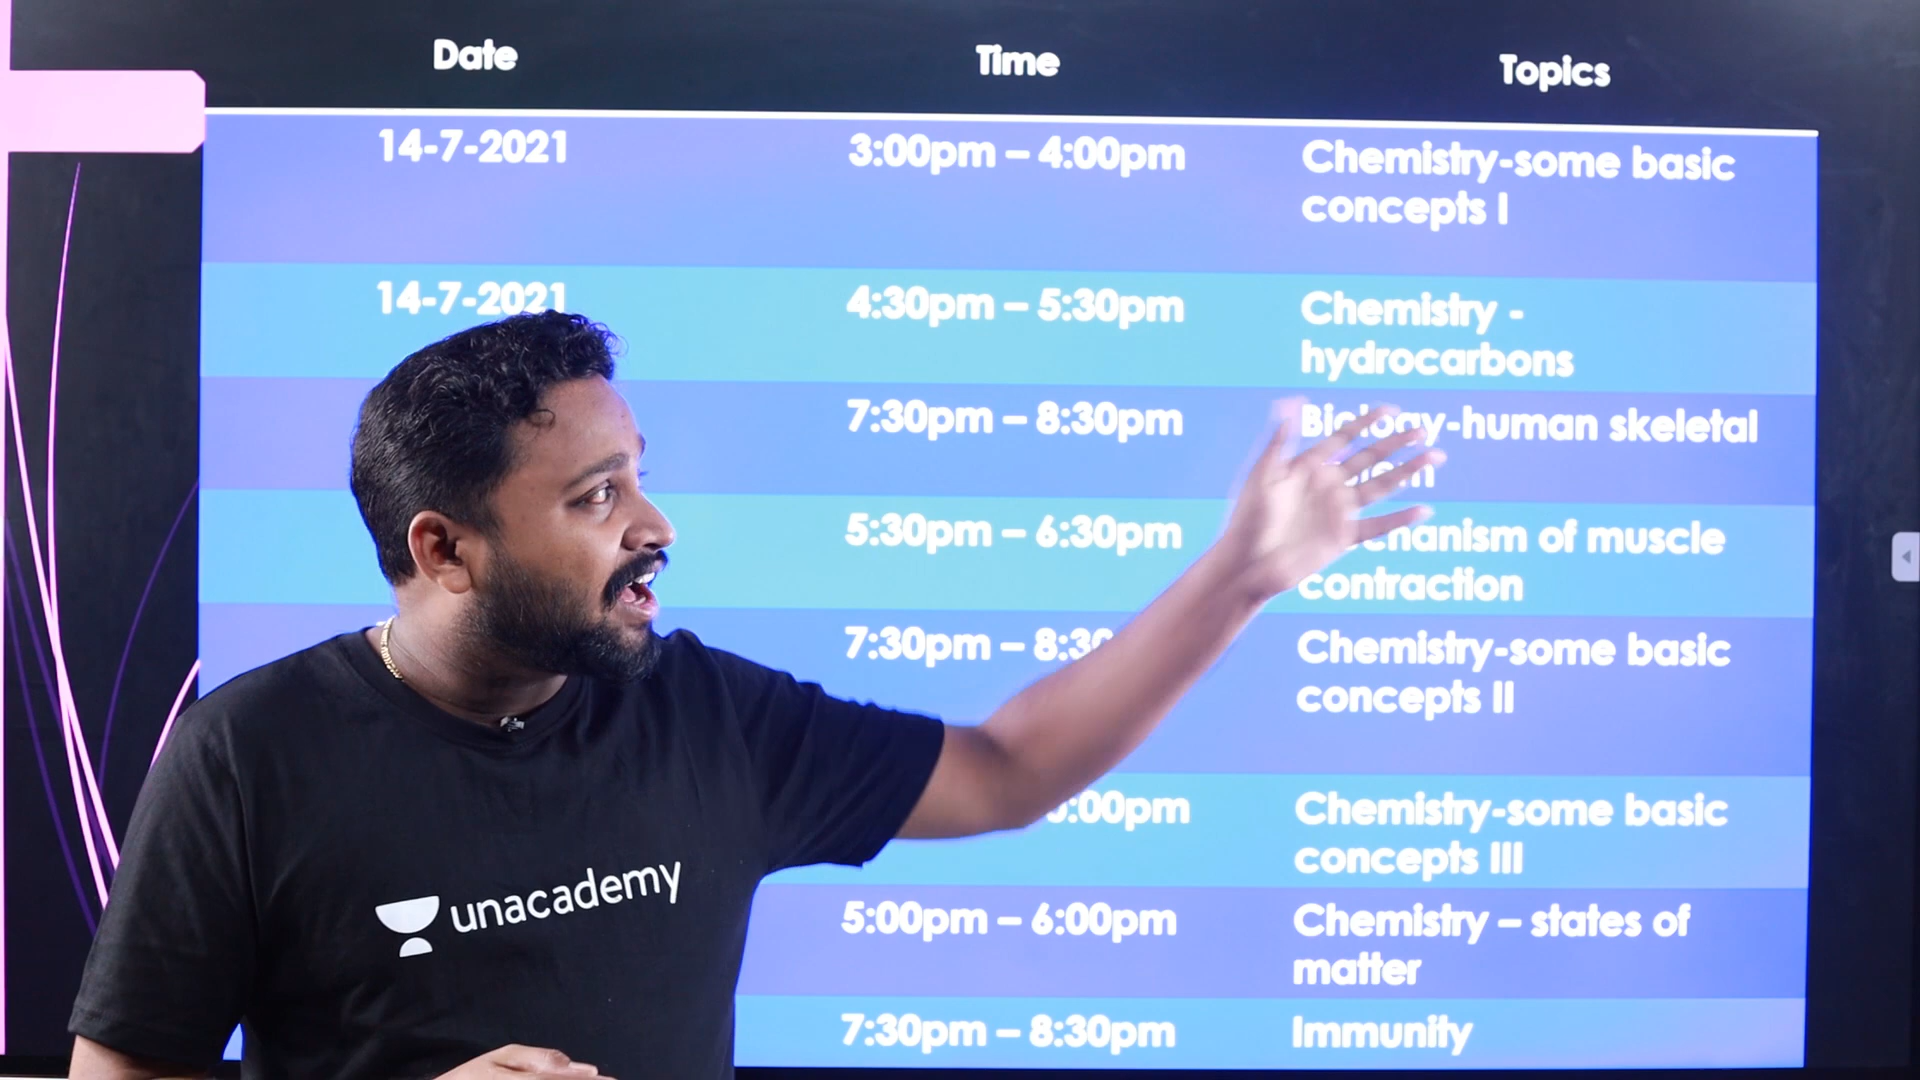 Date Time Topics
14-7-2021 3:00pm – 4:00pm Chemistry-some basic
concepts I
14-7-2021 4:30pm – 5:30pm Chemistry -
hydrocarbons
7:30pm – 8:30pm Biology-human skeletal
5:30pm – 6:30pm of muscle
contraction
7:30pm – Chemistry-some basic
concepts II
Chemistry-some basic
concepts III
5:00pm – 6:00pm Chemistry – states of
matter
7:30pm – 8:30pm Immunity
unacademy